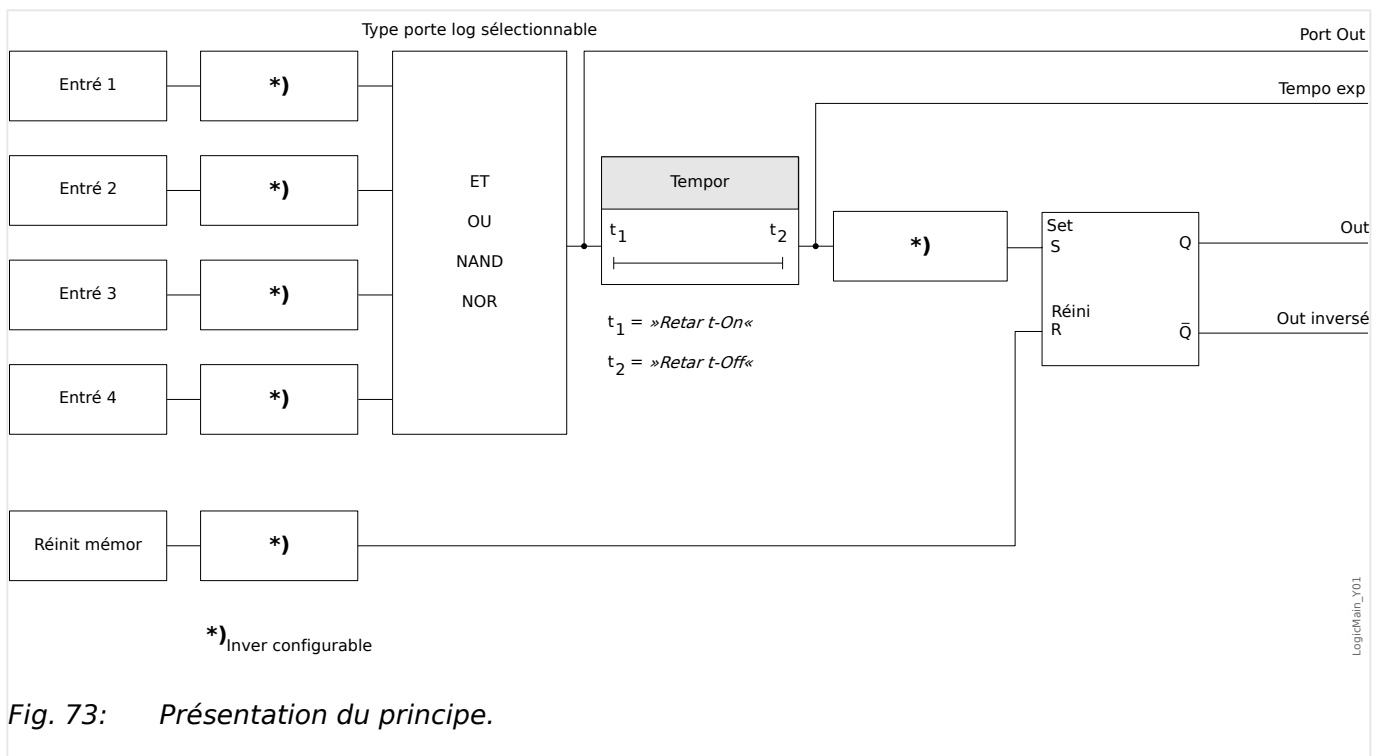 Type porte log sélectionnable
Port Out
Entré 1
*)
Tempo exp
Entré 2
*)
ET
OU
NAND
NOR
Tempor
t1
t2
*)
Set
S
Q
Out
Entré 3
*)
Réini
R
Q̅
Out inversé
t1 = »Retar t-On«
t2 = »Retar t-Off«
Entré 4
*)
Réinit mémor
*)
*)Inver configurable
LogicMain_Y01
Fig. 73: Présentation du principe.